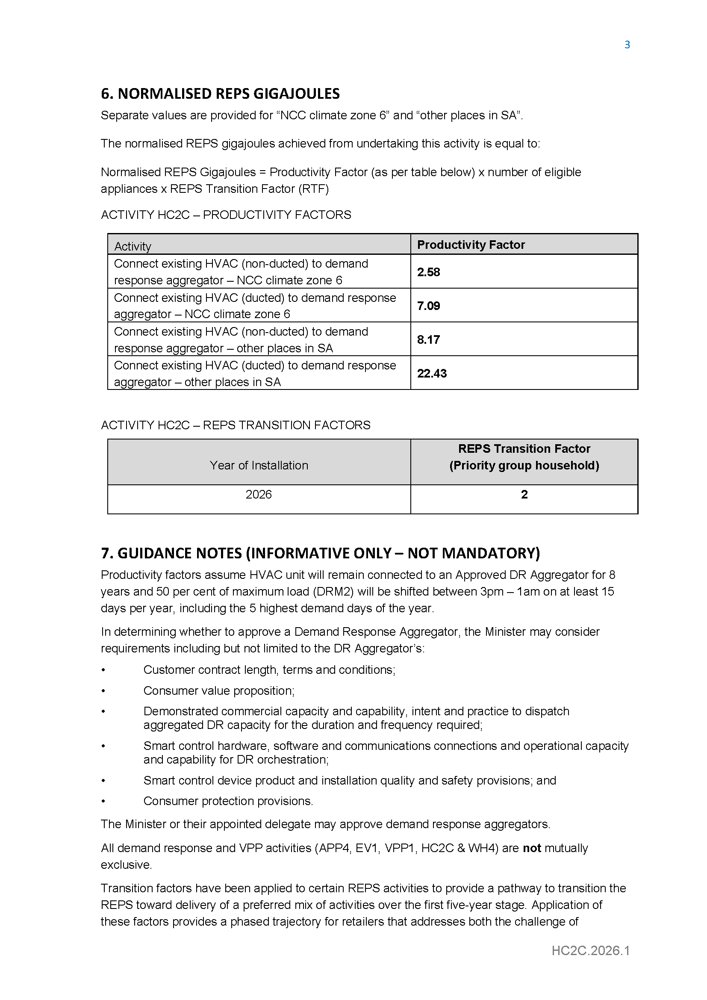 3
6. NORMALISED REPS GIGAJOULES
Separate values are provided for “NCC climate zone 6” and “other places in SA”.
The normalised REPS gigajoules achieved from undertaking this activity is equal to:
Normalised REPS Gigajoules = Productivity Factor (as per table below) x number of eligible
appliances x REPS Transition Factor (RTF)
ACTIVITY HC2C – PRODUCTIVITY FACTORS
Activity
Productivity Factor
Connect existing HVAC (non-ducted) to demand
response aggregator – NCC climate zone 6
2.58
Connect existing HVAC (ducted) to demand response
aggregator – NCC climate zone 6
7.09
Connect existing HVAC (non-ducted) to demand
response aggregator – other places in SA
8.17
Connect existing HVAC (ducted) to demand response
aggregator – other places in SA
22.43
ACTIVITY HC2C – REPS TRANSITION FACTORS
Year of Installation
REPS Transition Factor
(Priority group household)
2026
2
7. GUIDANCE NOTES (INFORMATIVE ONLY – NOT MANDATORY)
Productivity factors assume HVAC unit will remain connected to an Approved DR Aggregator for 8
years and 50 per cent of maximum load (DRM2) will be shifted between 3pm – 1am on at least 15
days per year, including the 5 highest demand days of the year.
In determining whether to approve a Demand Response Aggregator, the Minister may consider
requirements including but not limited to the DR Aggregator’s:
• Customer contract length, terms and conditions;
• Consumer value proposition;
• Demonstrated commercial capacity and capability, intent and practice to dispatch
aggregated DR capacity for the duration and frequency required;
• Smart control hardware, software and communications connections and operational capacity
and capability for DR orchestration;
• Smart control device product and installation quality and safety provisions; and
• Consumer protection provisions.
The Minister or their appointed delegate may approve demand response aggregators.
All demand response and VPP activities (APP4, EV1, VPP1, HC2C & WH4) are not mutually
exclusive.
Transition factors have been applied to certain REPS activities to provide a pathway to transition the
REPS toward delivery of a preferred mix of activities over the first five-year stage. Application of
these factors provides a phased trajectory for retailers that addresses both the challenge of
HC2C.2026.1